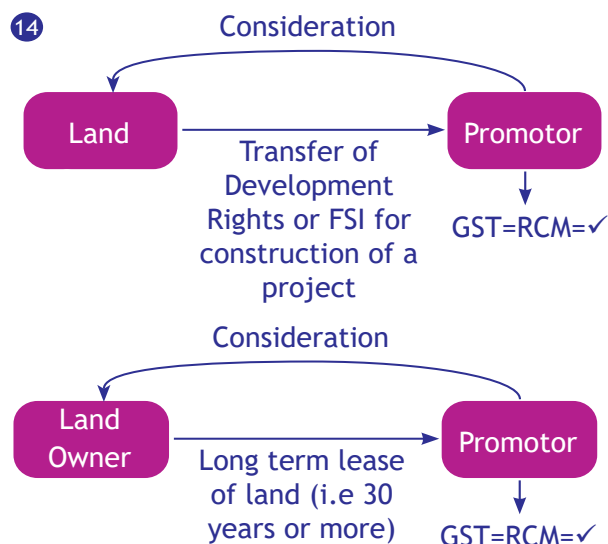 14
Consideration
Land
Promotor
Transfer of
Development
Rights or FSI for
construction of a
project
GST=RCM=✓
Consideration
Land
Owner
Promotor
Long term lease
of land (i.e 30
years or more)
GST=RCM=✓